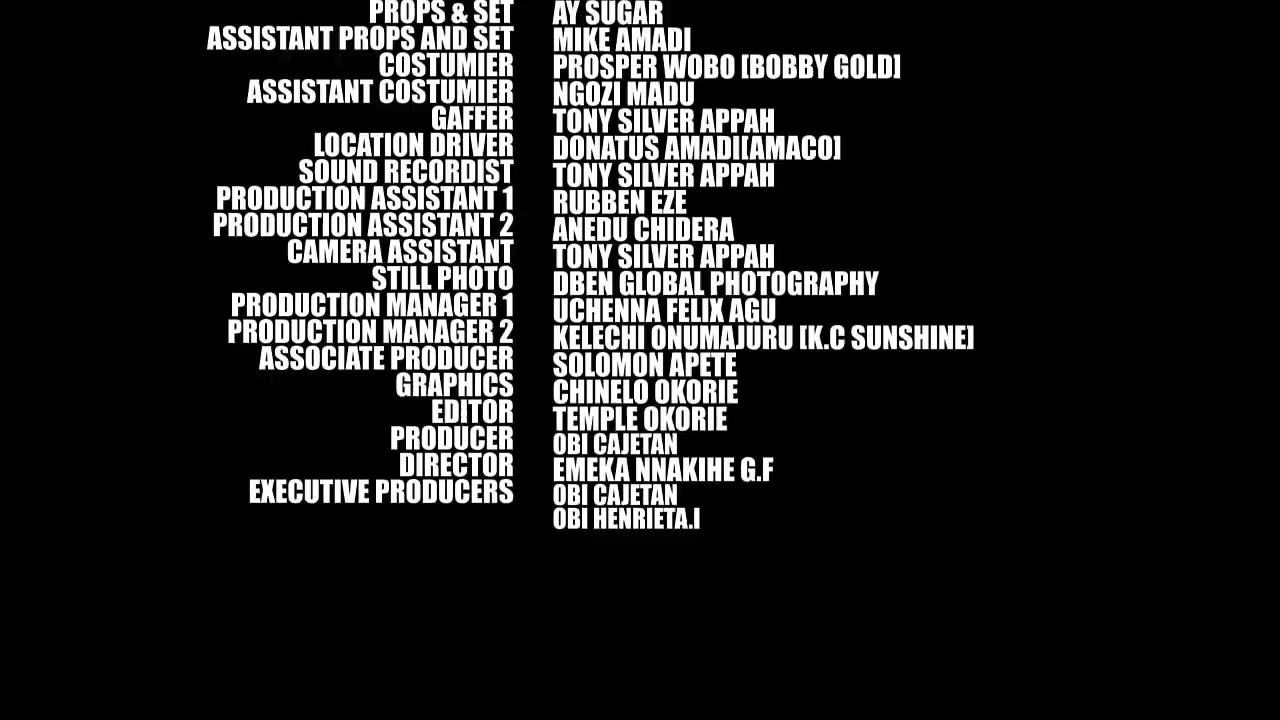 PROPS & SET AY SUGAR
ASSISTANT PROPS AND SET MIKE AMADI
COSTUMIER PROSPER WOBO [BOBBY GOLD]
ASSISTANT COSTUMIER NGOZI MADU
GAFFER TONY SILVER APPAH
LOCATION DRIVER DONATUS AMADI[AMACO]
SOUND RECORDIST TONY SILVER APPAH
PRODUCTION ASSISTANT 1 RUBBEN EZE
PRODUCTION ASSISTANT 2 ANEDU CHIDERA
CAMERA ASSISTANT TONY SILVER APPAH
STILL PHOTO DBEN GLOBAL PHOTOGRAPHY
PRODUCTION MANAGER 1 UCHENNA FELIX AGU
PRODUCTION MANAGER 2 KELECHI ONUMAJURU [K.C SUNSHINE]
ASSOCIATE PRODUCER SOLOMON APETE
GRAPHICS CHINELO OKORIE
EDITOR TEMPLE OKORIE
PRODUCER OBI CAJETAN
DIRECTOR EMEKA NNAKIHE G.F
EXECUTIVE PRODUCERS OBI CAJETAN
OBI HENRIETA.I